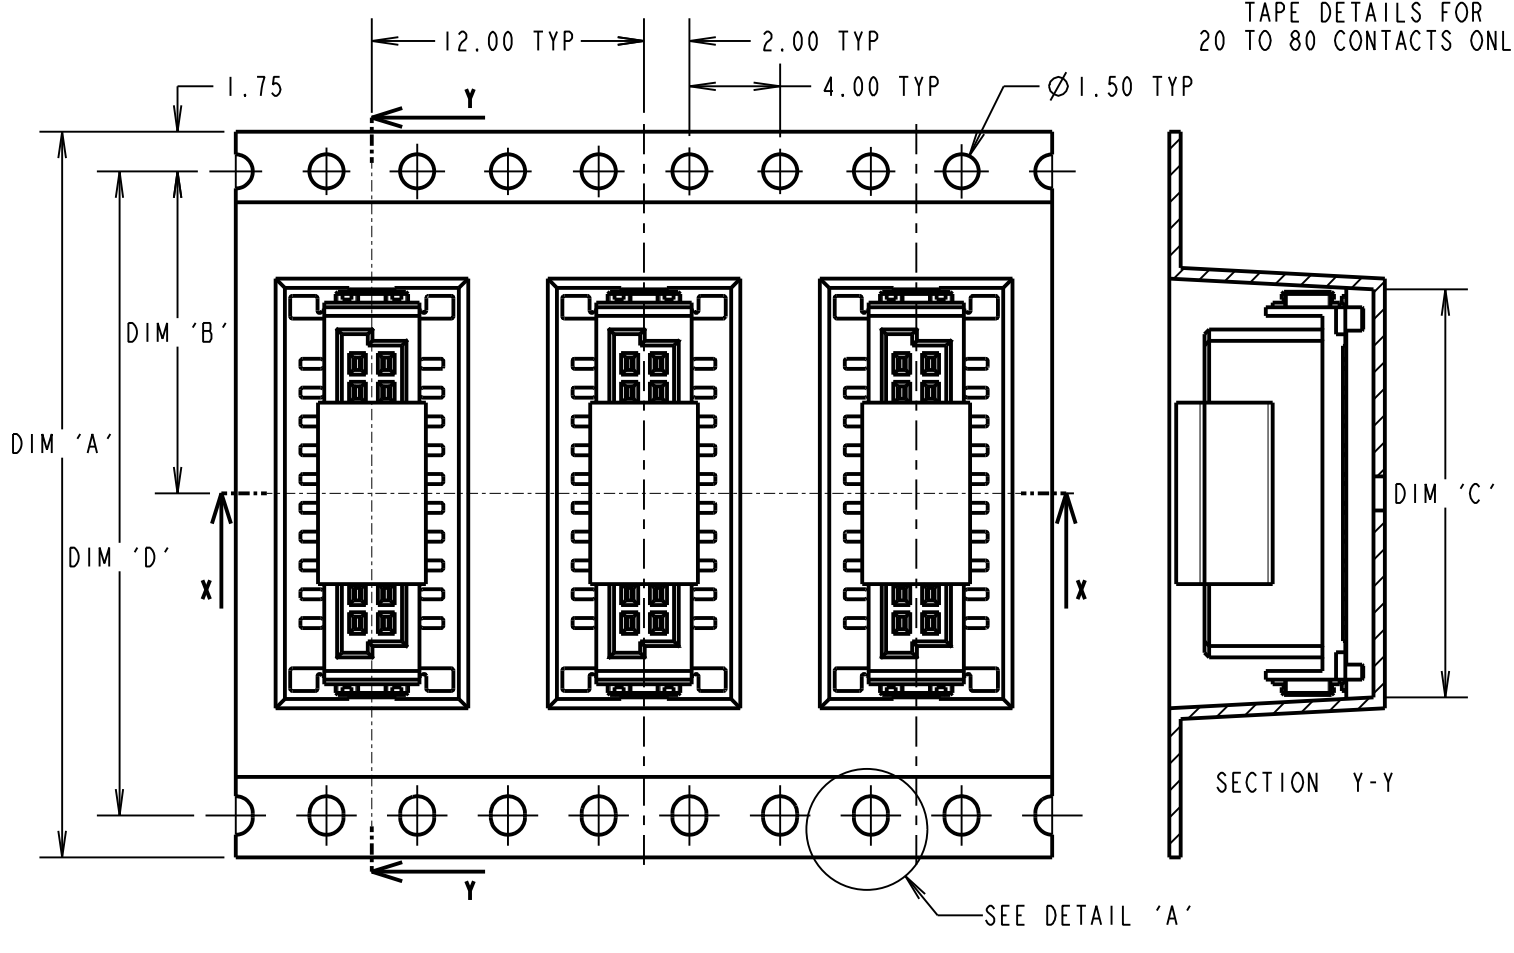 TAPE DETAILS FOR
20 TO 80 CONTACTS ONL
12.00 TYP
2.00 TYP
1.75
Y
4.00 TYP
Ø1.50 TYP
DIM 'B'
DIM 'A'
DIM 'C'
DIM 'D'
X
X
SECTION Y-Y
Y
SEE DETAIL 'A'